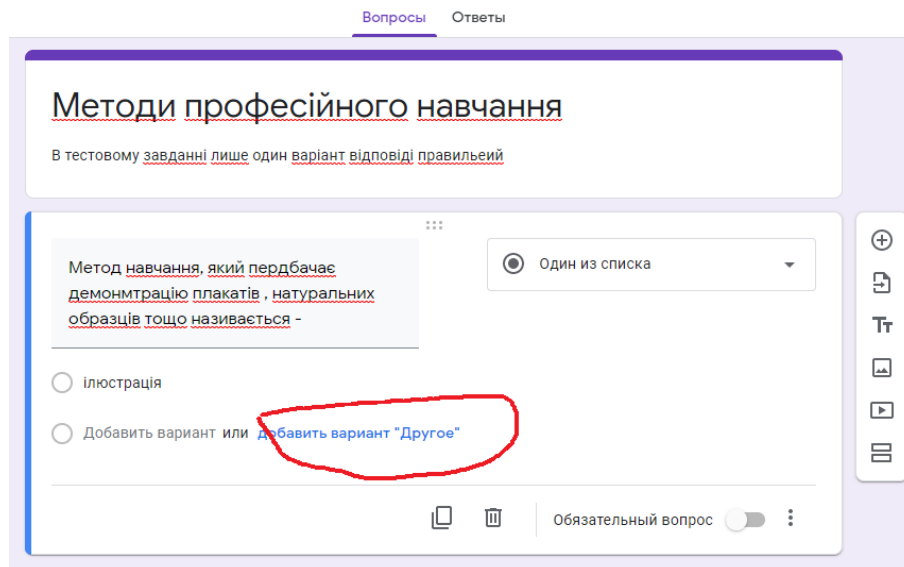 Вопросы Ответы
Методи професійного навчання
В тестовому завданні лише один варіант відповіді правильеий
Метод навчання, який пердбачає
демонмтрацію плакатів , натуральних
образців тощо називається -
Один из списка
ілюстрація
Добавить вариант или добавить вариант "Другое"
Обязательный вопрос
Тт